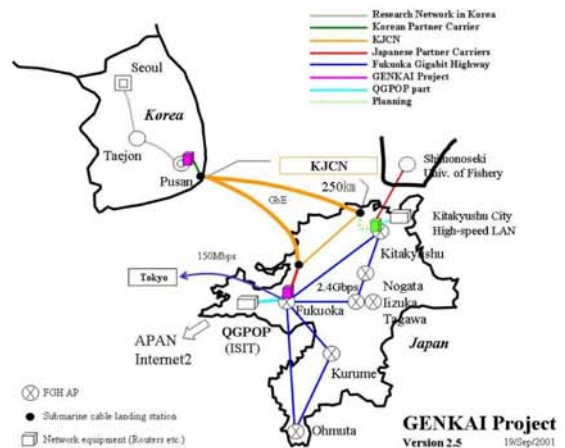 Research Network in Korea
Korean Partner Carrier
KJCN
Japanese Partner Carriers
Fukuoka Gigabit Highway
GENKAI Project
QGPOP part
Planning
Seoul
Korea
Taejon
Pusan
KJCN
250km
GbE
Shimonoseki
Univ. of Fishery
Kitakyushu City
High-speed LAN
Kitakyushu
150Mbps
Tokyo
2.4Gbps
Nogata
Iizuka
Tagawa
Fukuoka
QGPOP
(ISIT)
APAN
Internet2
Japan
Kurume
Ohmuta
FGH AP
Submarine cable landing station
Network equipment (Routers etc.)
GENKAI Project
Version 2.5
19/Sep/2001